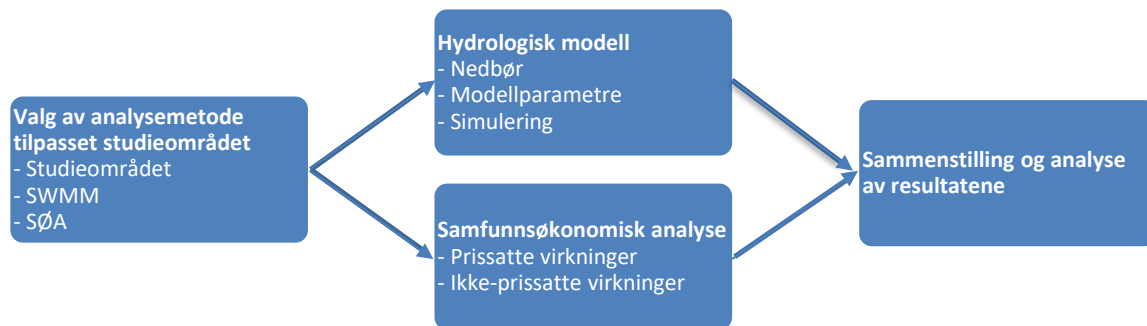 Valg av analysemetode
tilpasset studieområdet
- Studieområdet
- SWMM
- SØA
Hydrologisk modell
- Nedbør
- Modellparametre
- Simulering
Samfunnsøkonomisk analyse
- Prissatte virkninger
- Ikke-prissatte virkninger
Sammenstilling og analyse
av resultatene